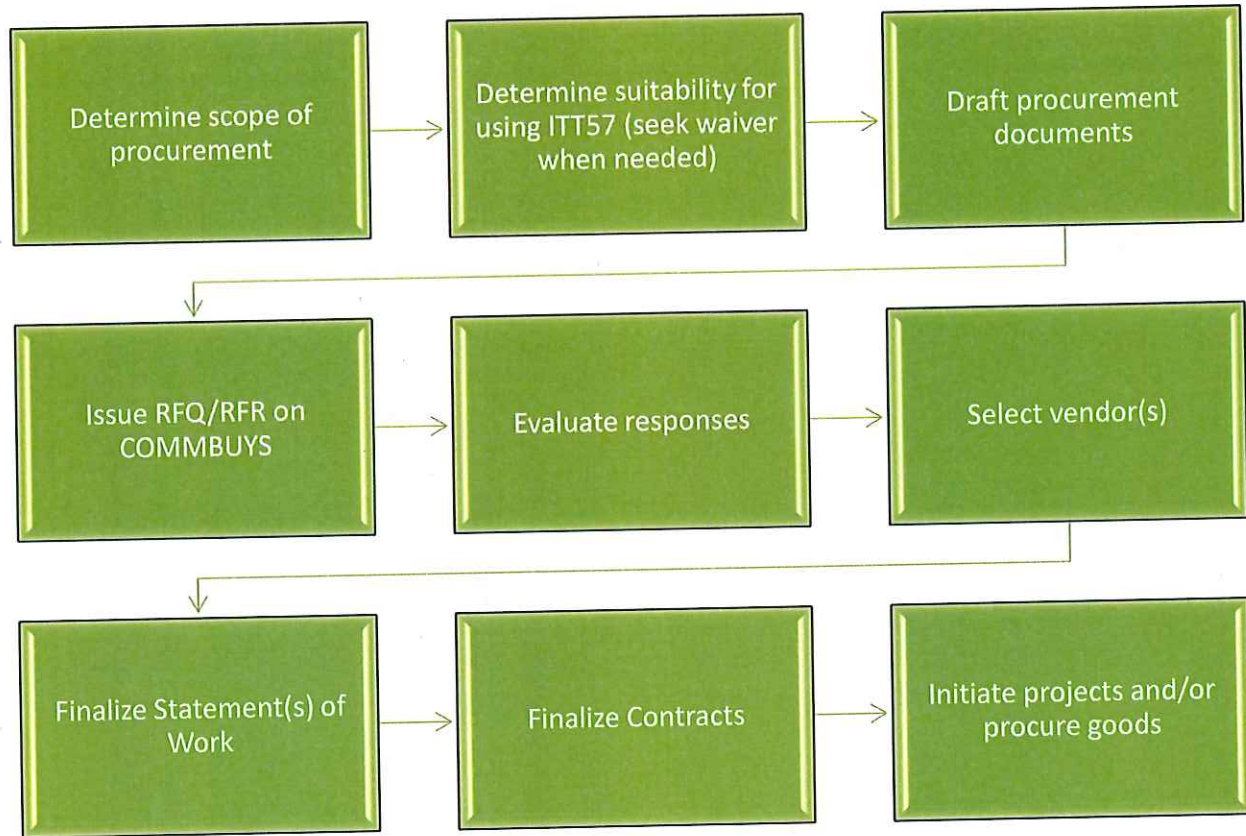 Determine scope of
procurement
Determine suitability for
using ITT57 (seek waiver
when needed)
Draft procurement
documents
Issue RFQ/RFR on
COMMBUYS
Evaluate responses
Select vendor(s)
Finalize Statement(s) of
Work
Finalize Contracts
Initiate projects and/or
procure goods